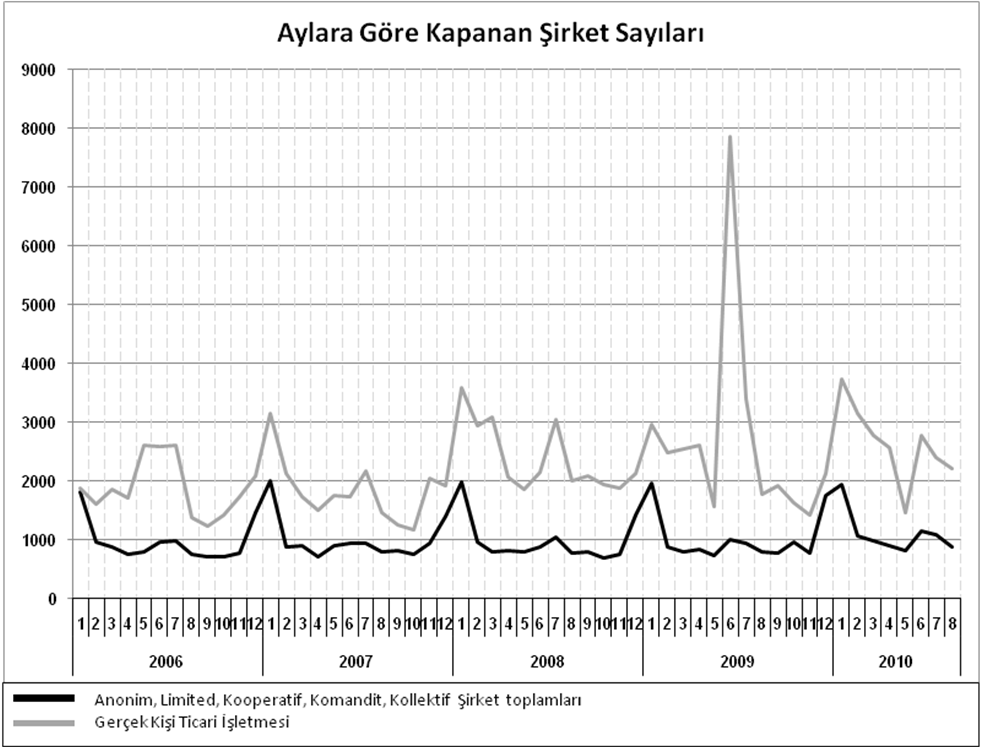 Aylara Göre Kapanan Şirket Sayıları
9000
8000
7000
6000
5000
4000
3000
2000
1000
0
1 2 3 4 5 6 7 8 9 10 11 12 1 2 3 4 5 6 7 8 9 10 11 12 1 2 3 4 5 6 7 8 9 10 11 12 1 2 3 4 5 6 7 8 9 10 11 12 1 2 3 4 5 6 7 8
2006 2007 2008 2009 2010
Anonim, Limited, Kooperatif, Komandit, Kollektif Şirket toplamları
Gerçek Kişi Ticari İşletmesi